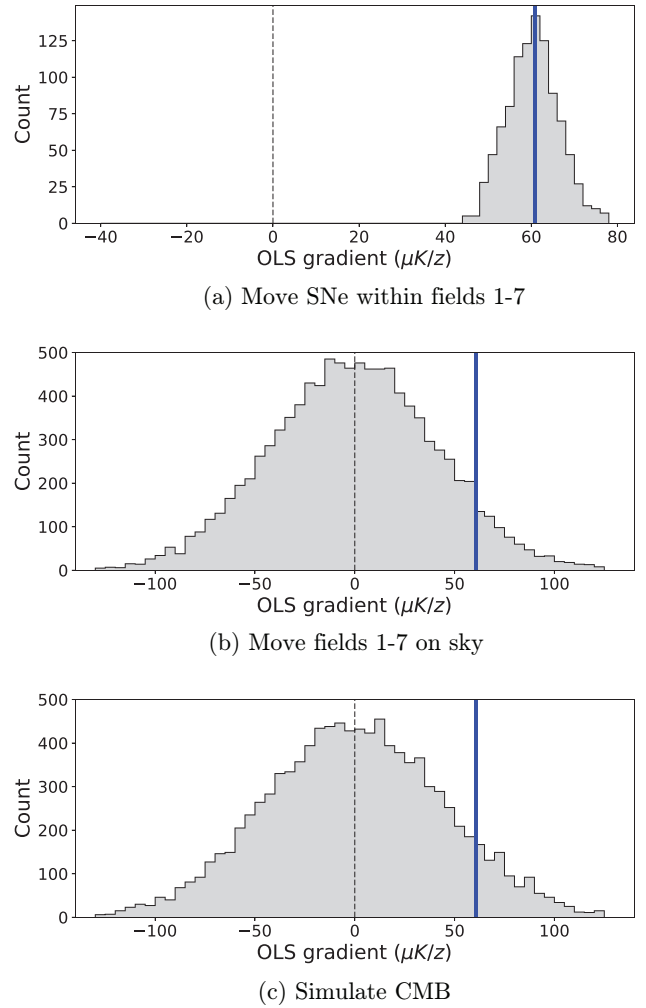 125
100
75
50
25
0
Count
−40 −20 0 20 40 60 80
OLS gradient (μK/z)
(a) Move SNe within fields 1-7
500
400
300
200
100
0
Count
−100 −50 0 50 100
OLS gradient (μK/z)
(b) Move fields 1-7 on sky
500
400
300
200
100
0
Count
−100 −50 0 50 100
OLS gradient (μK/z)
(c) Simulate CMB